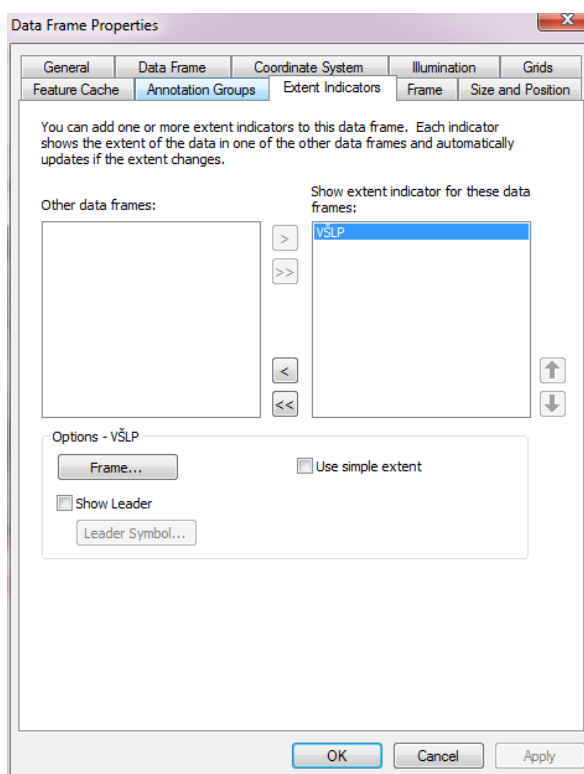 Data Frame Properties
General
Data Frame
Coordinate System
Illumination
Grids
Feature Cache
Annotation Groups
Extent Indicators
Frame
Size and Position
You can add one or more extent indicators to this data frame. Each indicator
shows the extent of the data in one of the other data frames and automatically
updates if the extent changes.
Other data frames:
Show extent indicator for these data
frames:
VŠLP
>
>>
<
<<
Options - VŠLP
Frame...
Use simple extent
Show Leader
Leader Symbol...
OK
Cancel
Apply